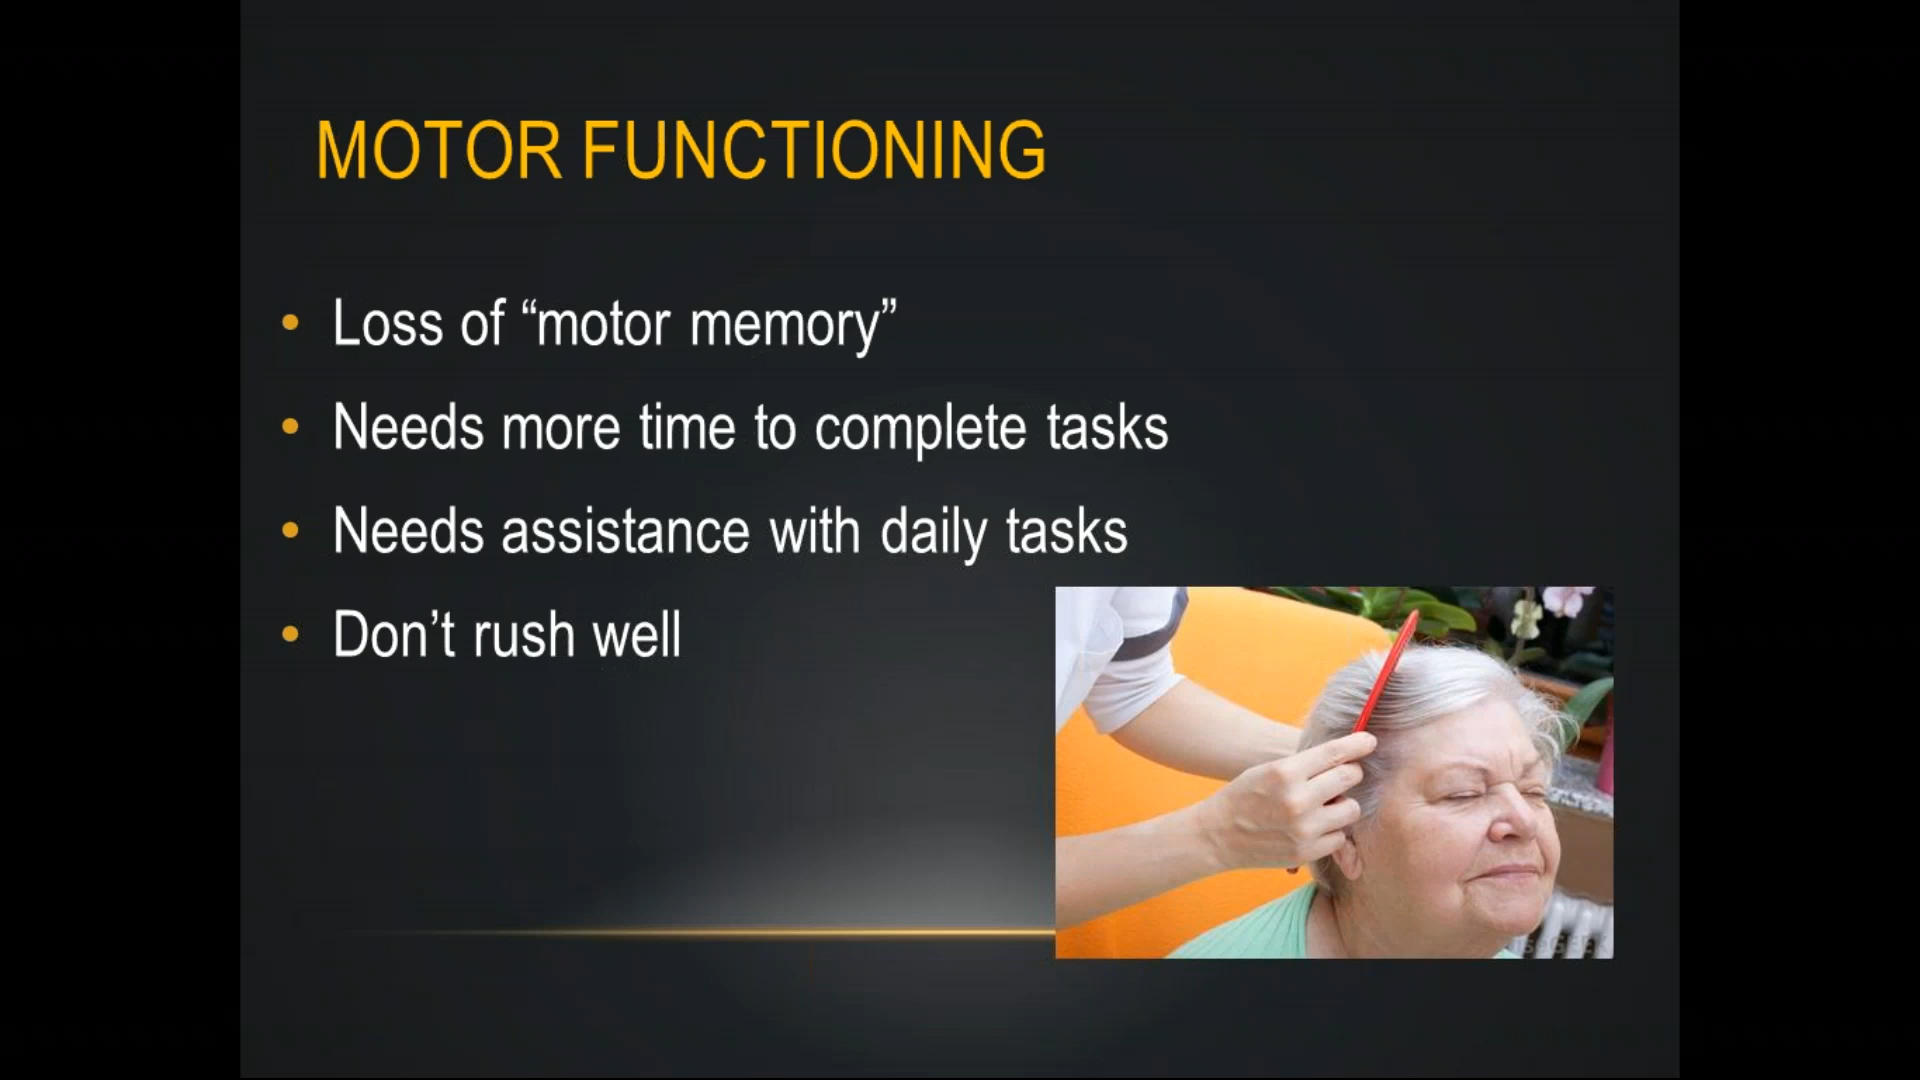 MOTOR FUNCTIONING
• Loss of “motor memory”
• Needs more time to complete tasks
• Needs assistance with daily tasks
• Don’t rush well